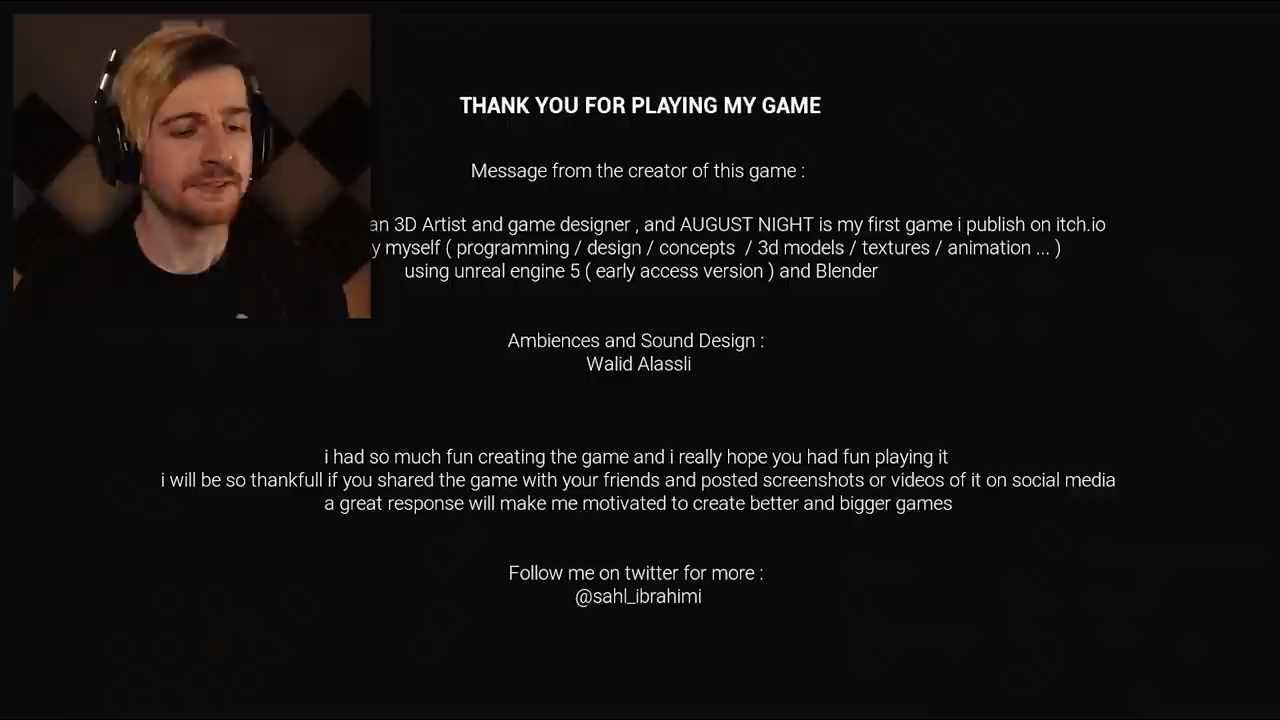 THANK YOU FOR PLAYING MY GAME
Message from the creator of this game :
an 3D Artist and game designer , and AUGUST NIGHT is my first game i publish on itch.io
myself ( programming / design / concepts / 3d models / textures / animation ... )
using unreal engine 5 ( early access version ) and Blender
Ambiences and Sound Design :
Walid Alassli
i had so much fun creating the game and i really hope you had fun playing it
i will be so thankfull if you shared the game with your friends and posted screenshots or videos of it on social media
a great response will make me motivated to create better and bigger games
Follow me on twitter for more :
@sahl_ibrahimi